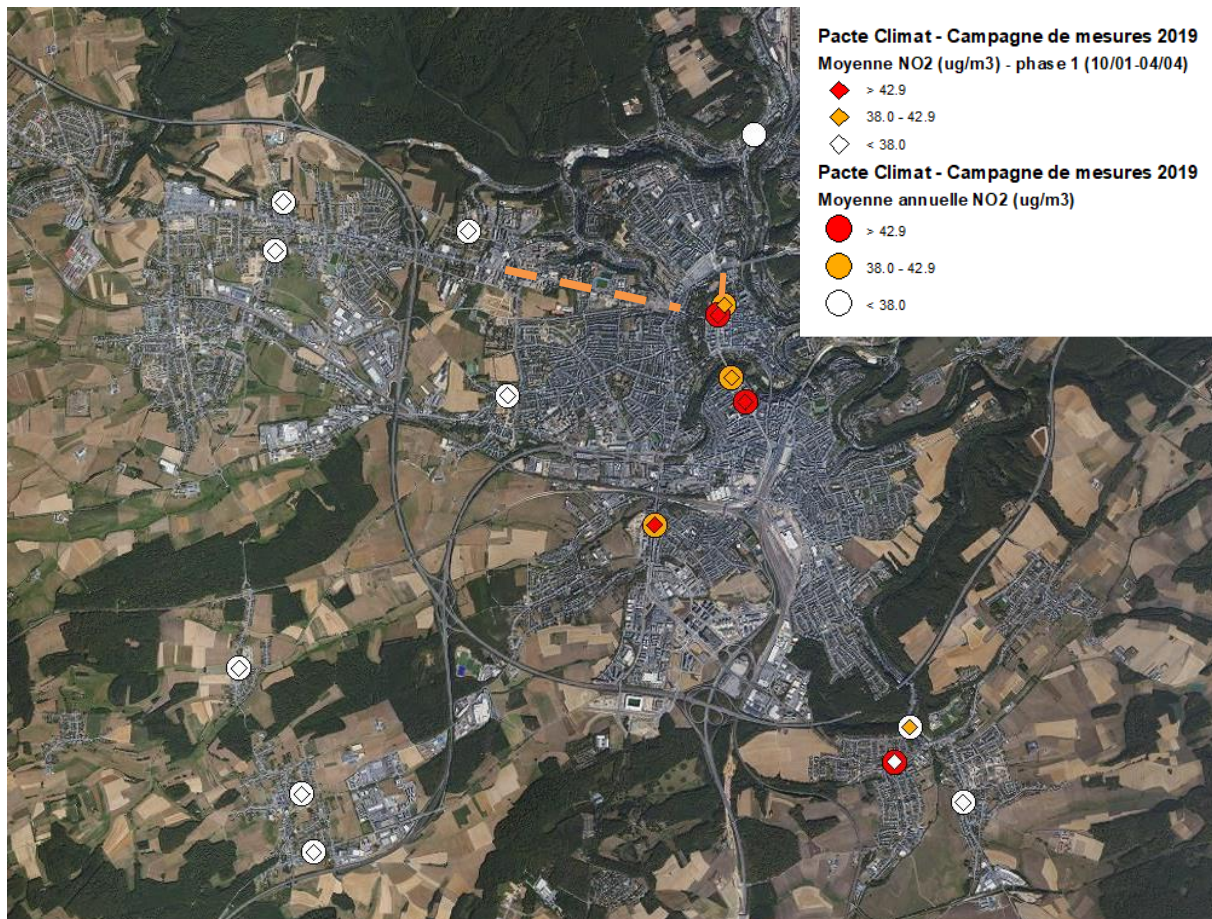 Pacte Climat - Campagne de mesures 2019
Moyenne NO2 (ug/m3) - phase 1 (10/01-04/04)
> 42.9
38.0 - 42.9
< 38.0
Pacte Climat - Campagne de mesures 2019
Moyenne annuelle NO2 (ug/m3)
> 42.9
38.0 - 42.9
< 38.0